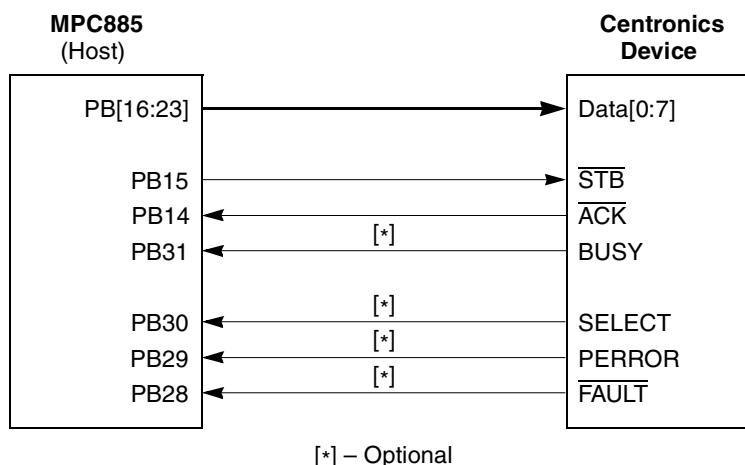 MPC885
(Host)
Centronics
Device
PB[16:23]
Data[0:7]
PB15
STB
PB14
ACK
[*]
PB31
BUSY
[*]
PB30
SELECT
[*]
PB29
PERROR
[*]
PB28
FAULT
[*] – Optional